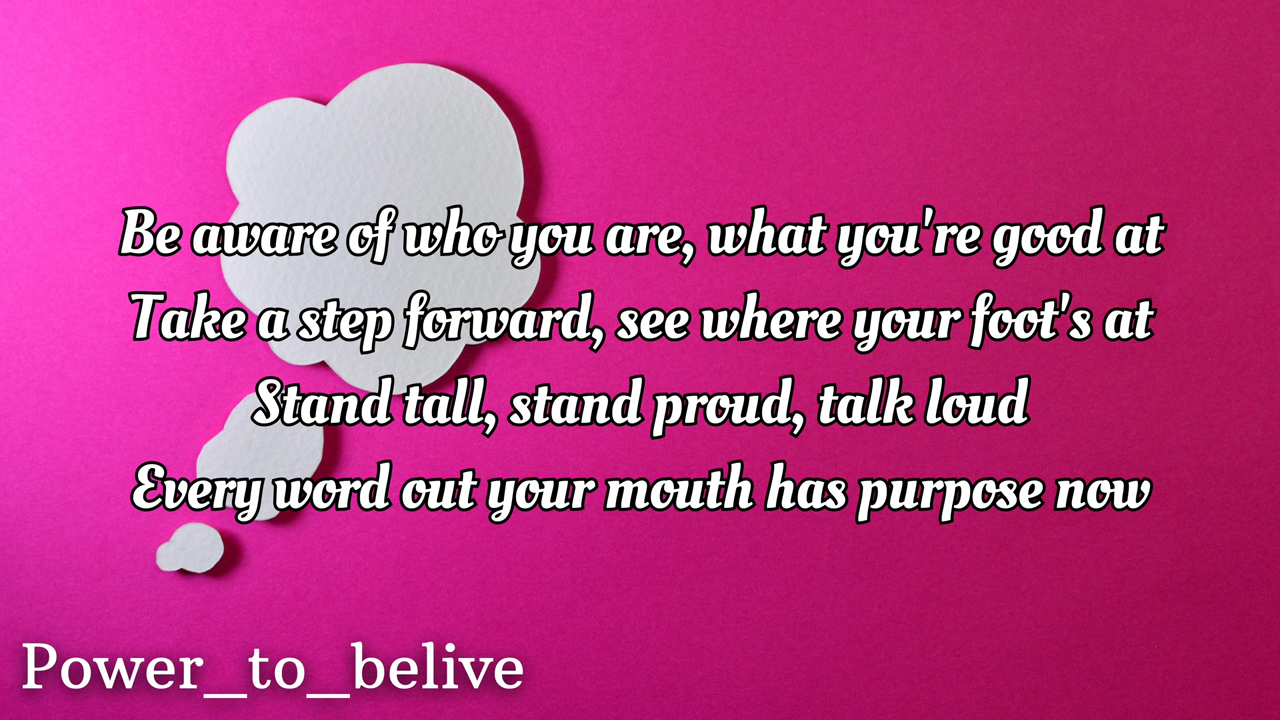 Be aware of who you are, what you're good at
Take a step forward, see where your foot's at
Stand tall, stand proud, talk loud
Every word out your mouth has purpose now
Power_to_belive